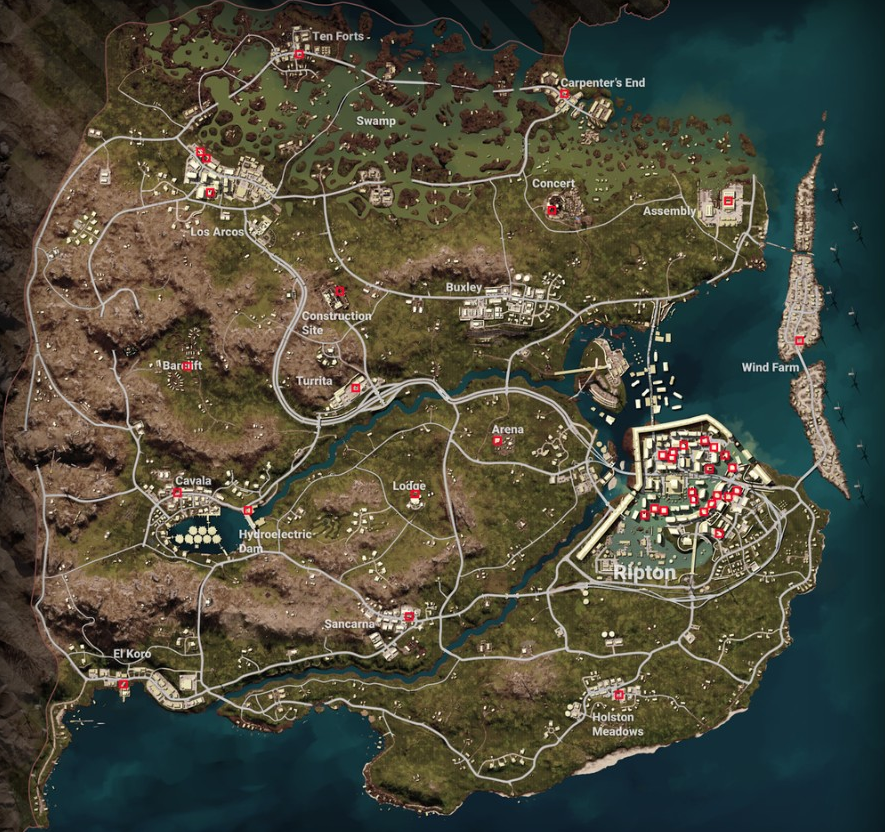 Ten Forts
Carpenter's End
Swamp
Concert
Assembly
Los Arcos
Buxley
Construction
Site
Wind Farm
Turrita
Arena
Cavala
Lodge
Hydroelectric
Dam
Ripton
Sancarna
El Koro
Holston
Meadows